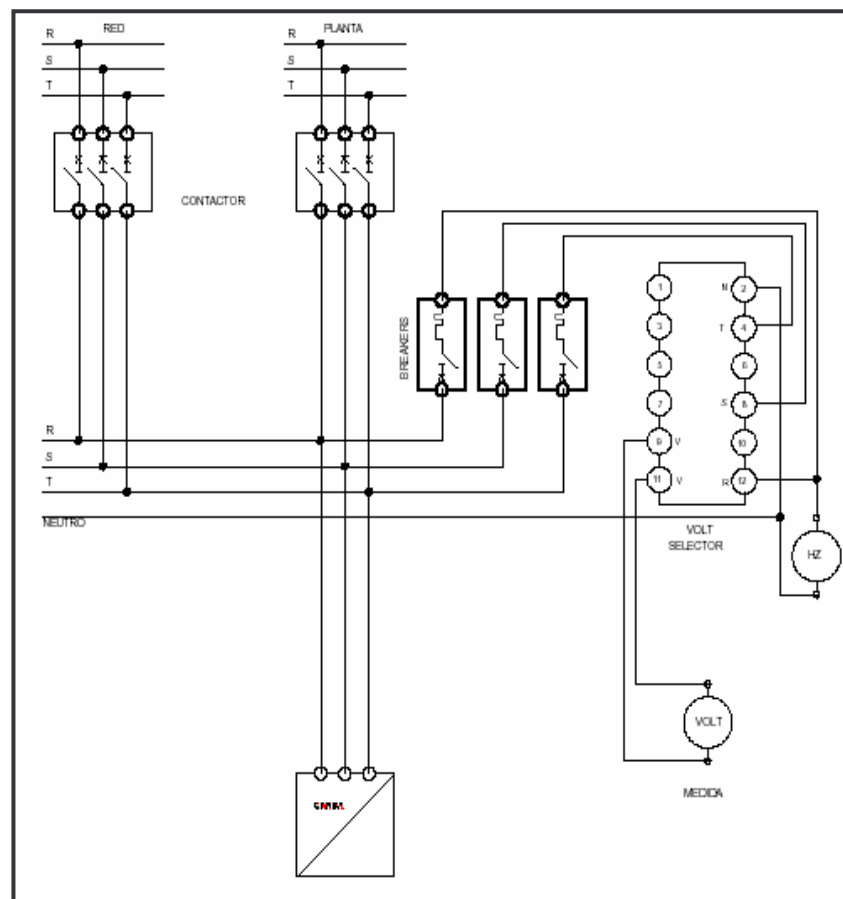 RED
PLANTA
R
R
S
S
T
T
CONTACTOR
BREAKERS
1
N 2
3
T 4
5
6
7
S 8
R
9 V
10
S
11 V
R 12
T
NEUTRO
VOLT
SELECTOR
HZ
VOLT
MEDIDA